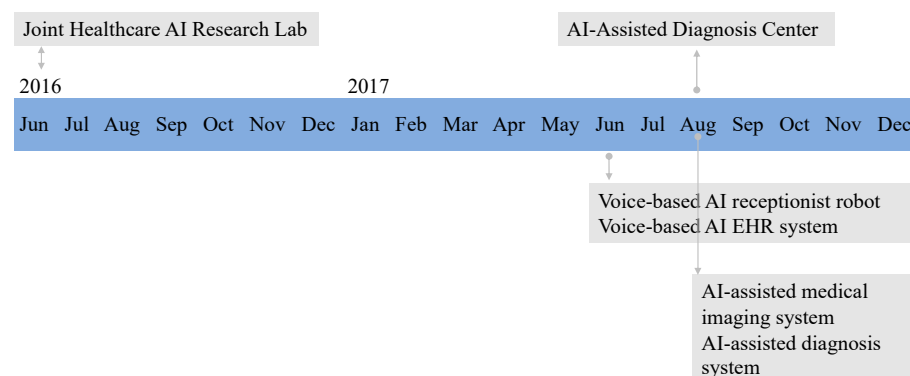 Joint Healthcare AI Research Lab
AI-Assisted Diagnosis Center
2016
2017
Jun Jul Aug Sep Oct Nov Dec Jan Feb Mar Apr May Jun Jul Aug Sep Oct Nov Dec
Voice-based AI receptionist robot
Voice-based AI EHR system
AI-assisted medical
imaging system
AI-assisted diagnosis
system